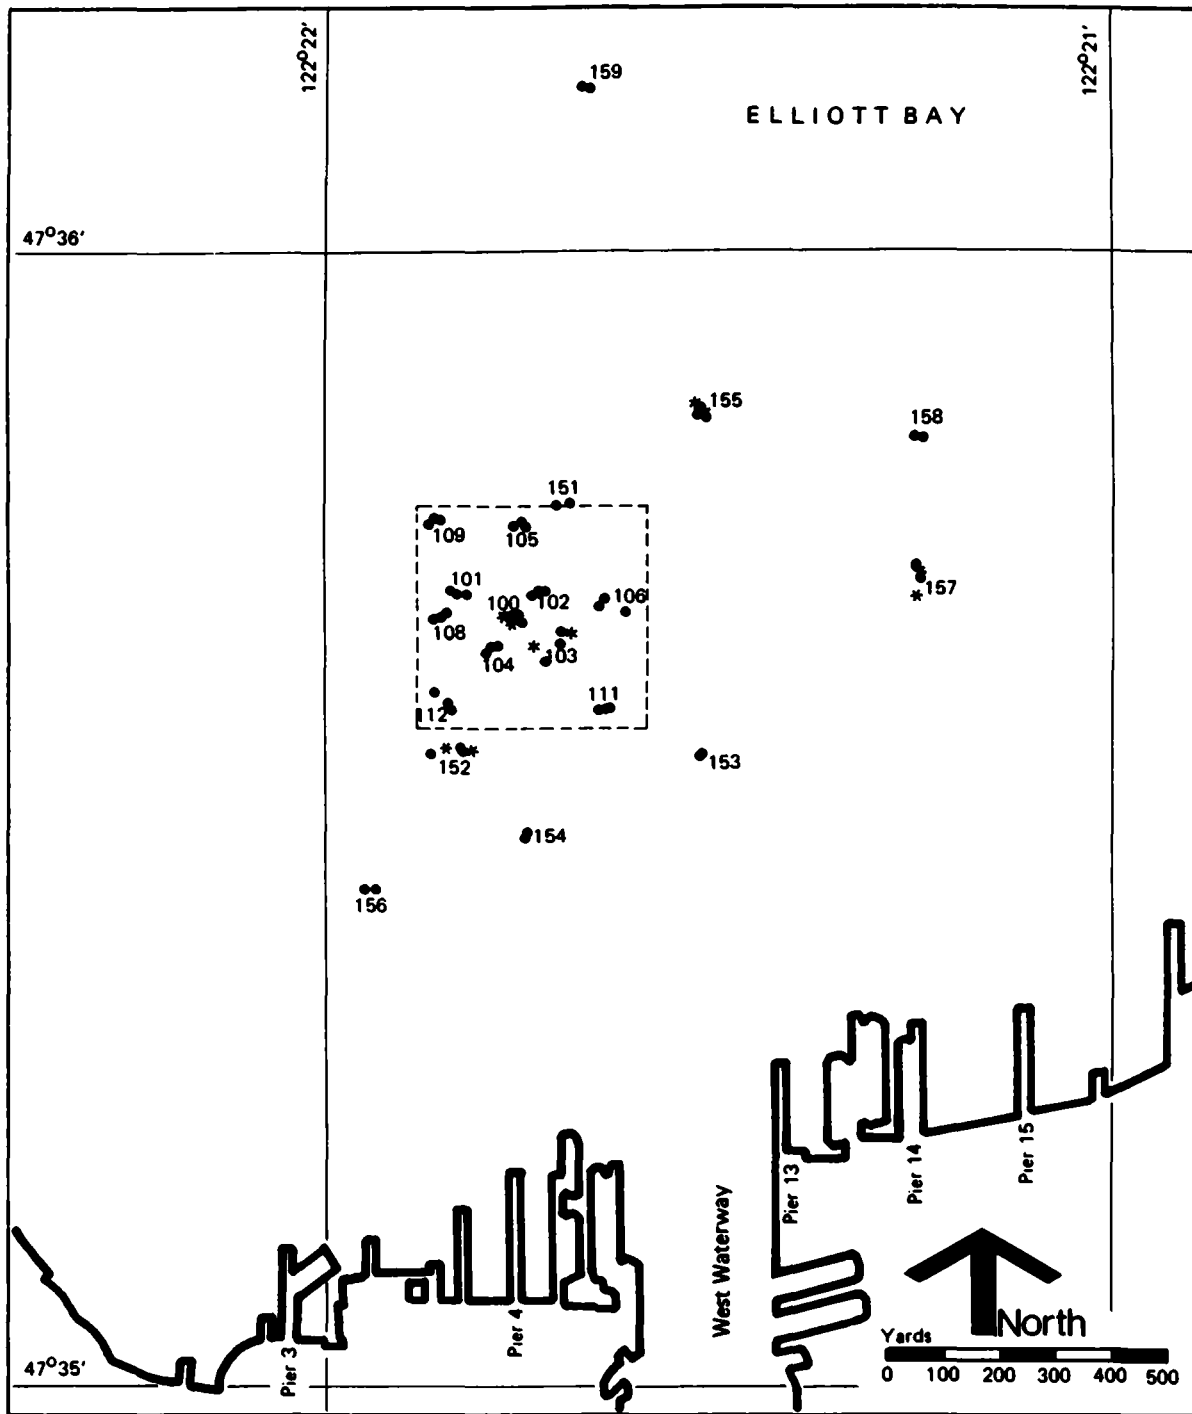 122°22'
122°21'
159
ELLIOTT BAY
47°36'
155
158
151
109
105
157
101
100
102
106
108
104
103
112
111
152
153
154
156
Pier 3
Pier 4
West Waterway
Pier 13
Pier 14
Pier 15
North
Yards
0 100 200 300 400 500
47°35'